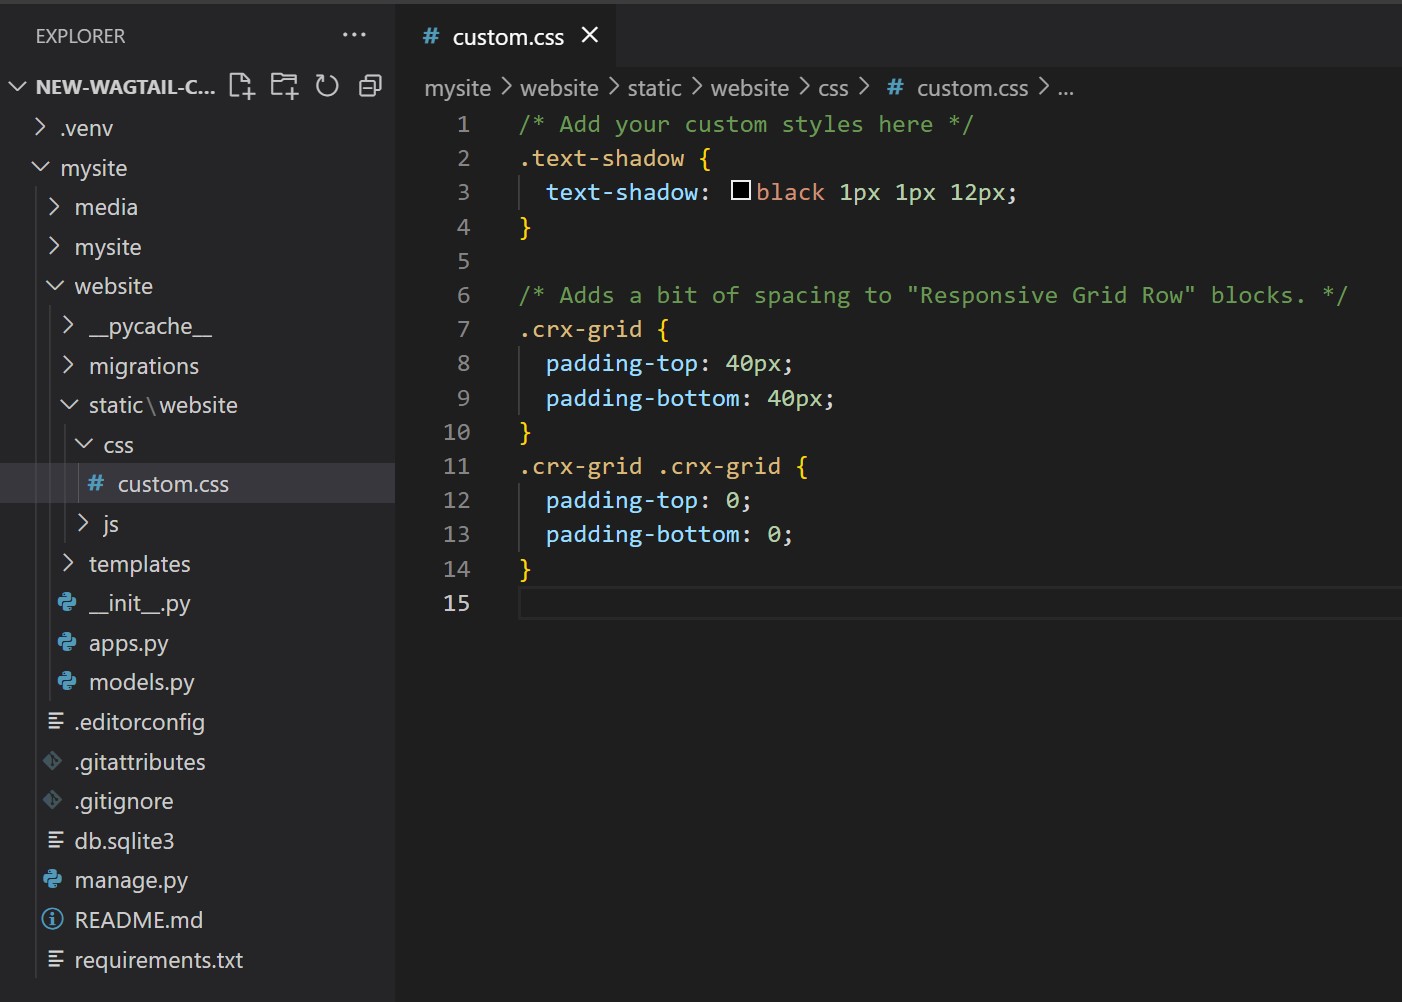 EXPLORER
NEW-WAGTAIL-C...
.venv
mysite
media
mysite
website
__pycache__
migrations
static\website
css
# custom.css
js
templates
__init__.py
apps.py
models.py
.editorconfig
.gitattributes
.gitignore
db.sqlite3
manage.py
README.md
requirements.txt
# custom.css
mysite > website > static > website > css > # custom.css > ...
1 /* Add your custom styles here */
2 .text-shadow {
3 text-shadow: black 1px 1px 12px;
4 }
5
6 /* Adds a bit of spacing to "Responsive Grid Row" blocks. */
7 .crx-grid {
8 padding-top: 40px;
9 padding-bottom: 40px;
10 }
11 .crx-grid .crx-grid {
12 padding-top: 0;
13 padding-bottom: 0;
14 }
15